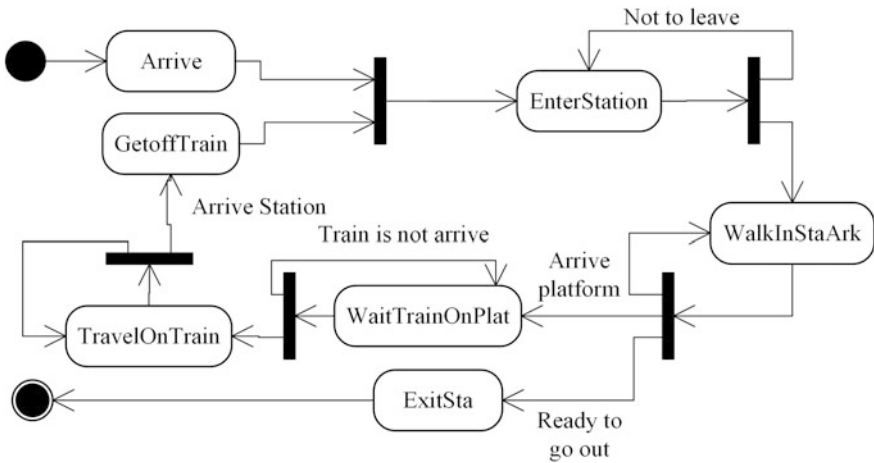 Not to leave
Arrive
EnterStation
GetoffTrain
Arrive Station
WalkInStaArk
Train is not arrive
Arrive
platform
WaitTrainOnPlat
TravelOnTrain
ExitSta
Ready to
go out